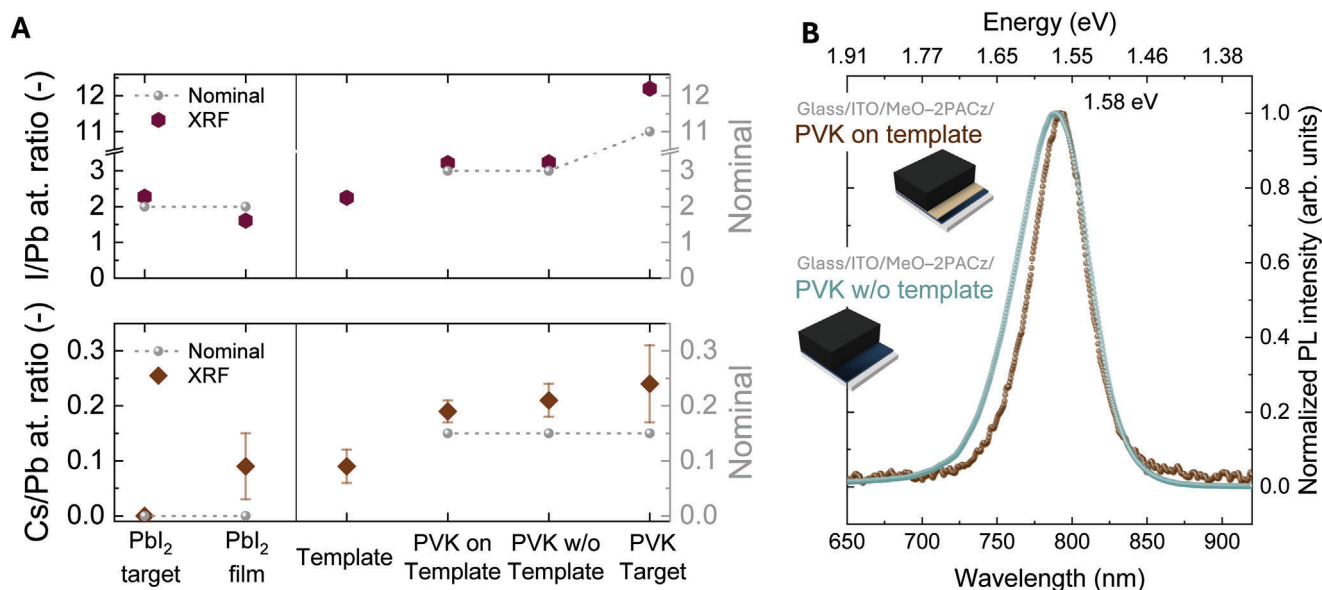 A
I/Pb at. ratio (-)
12
11
3
2
1
0
Nominal
XRF
12
11
3
2
1
0
Nominal
Cs/Pb at. ratio (-)
0.3
0.2
0.1
0.0
Nominal
XRF
0.3
0.2
0.1
0.0
Nominal
PbI₂
target
PbI₂
film
Template
PVK on
Template
PVK w/o
Template
PVK
Target
B
Energy (eV)
1.91 1.77 1.65 1.55 1.46 1.38
1.58 eV
Glass/ITO/MeO–2PACz/
PVK on template
Glass/ITO/MeO–2PACz/
PVK w/o template
1.0
0.8
0.6
0.4
0.2
0.0
Normalized PL intensity (arb. units)
650 700 750 800 850 900
Wavelength (nm)